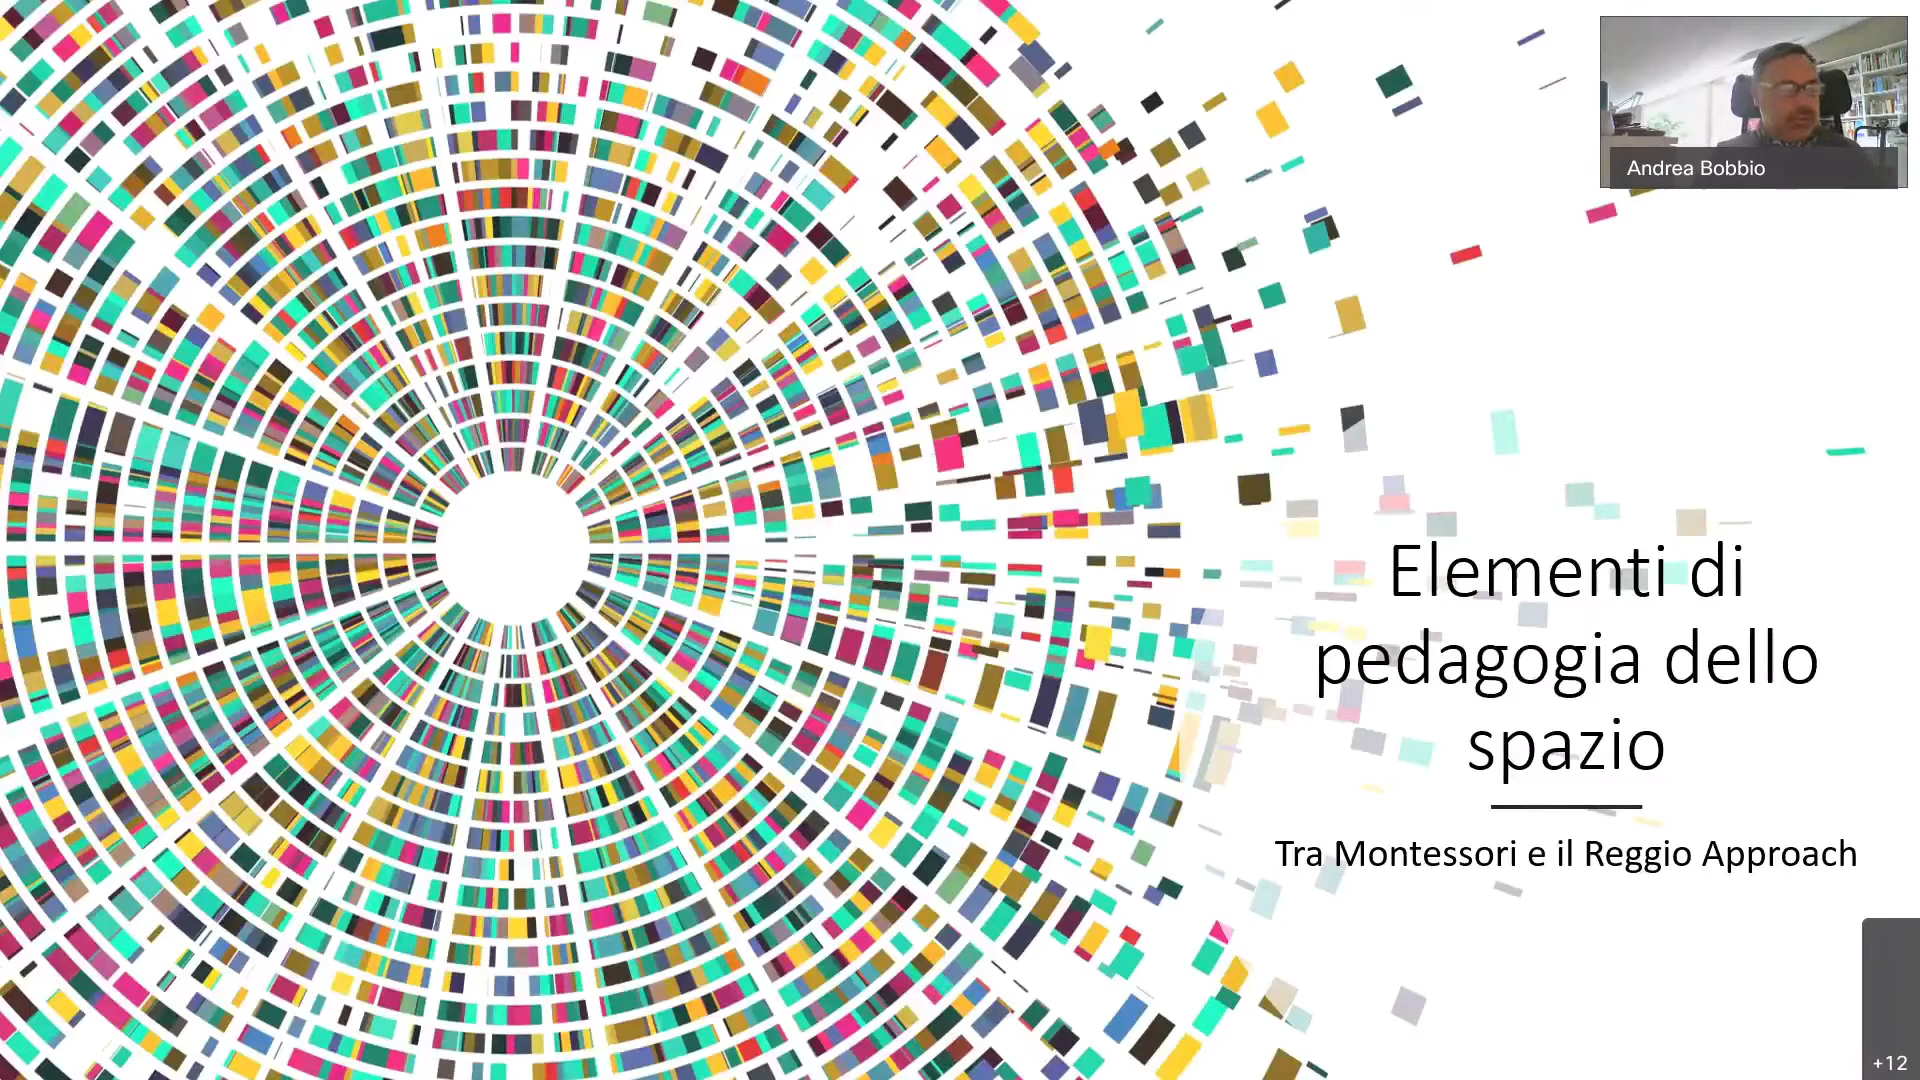 Andrea Bobbio
Elementi di
pedagogia dello
spazio
Tra Montessori e il Reggio Approach
+12